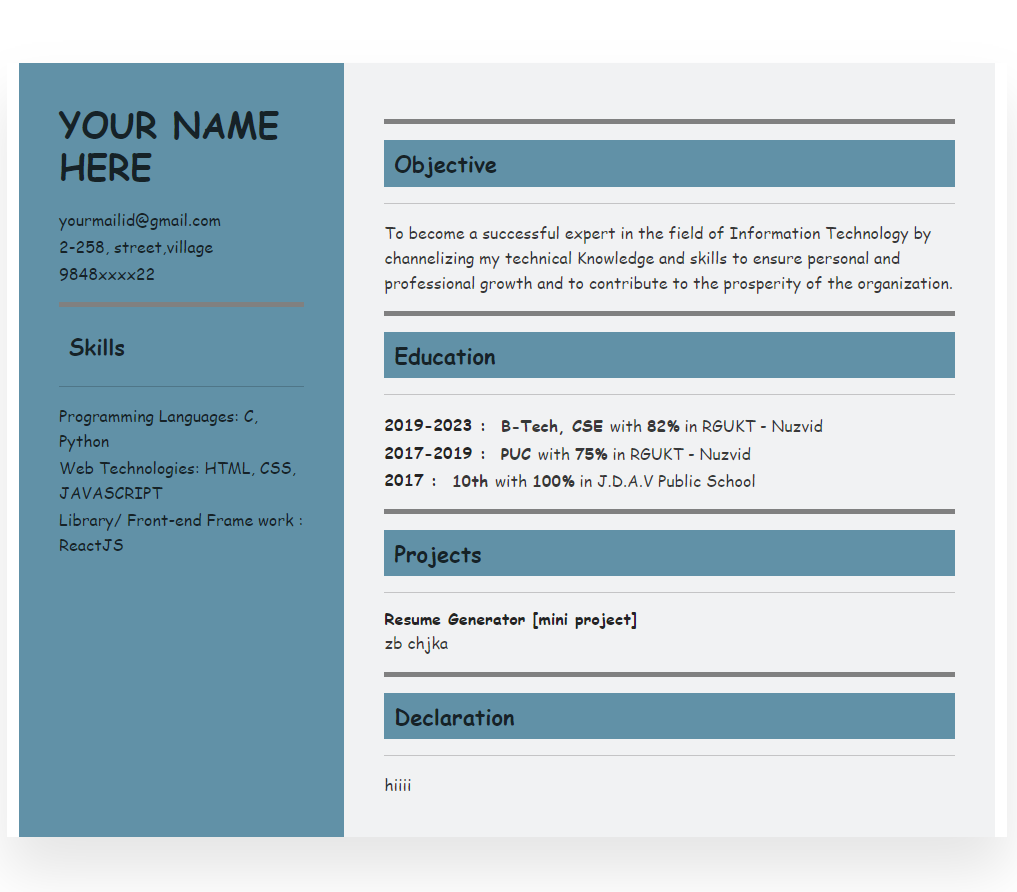 YOUR NAME
HERE
yourmailid@gmail.com
2-258, street,village
9848xxxx22
Skills
Programming Languages: C,
Python
Web Technologies: HTML, CSS,
JAVASCRIPT
Library/ Front-end Frame work :
ReactJS
Objective
To become a successful expert in the field of Information Technology by
channelizing my technical Knowledge and skills to ensure personal and
professional growth and to contribute to the prosperity of the organization.
Education
2019-2023 : B-Tech, CSE with 82% in RGUKT - Nuzvid
2017-2019 : PUC with 75% in RGUKT - Nuzvid
2017 : 10th with 100% in J.D.A.V Public School
Projects
Resume Generator [mini project]
zb chjka
Declaration
hiiii